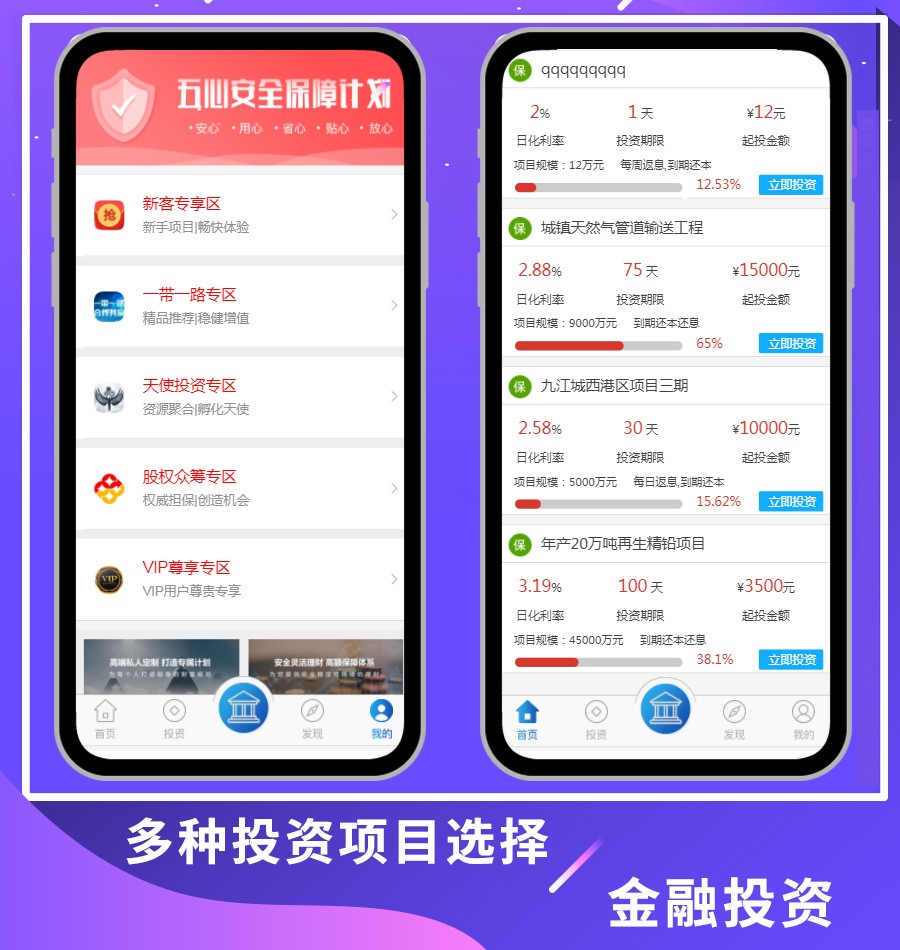 五心安全保障计划
•安心 •用心 •省心 •贴心 •放心
新客专享区
新手项目|畅快体验
一带一路
合作共赢
一带一路专区
精品推荐|稳健增值
天使投资专区
资源聚合|孵化天使
股权众筹专区
权威担保|创造机会
VIP
VIP尊享专区
VIP用户尊贵专享
抢
高端私人定制 打造专属计划
安全灵活理财 高额保障体系
首页 投资 发现 我的
保 qqqqqqqqq
2% 1天 ¥12元
日化利率 投资期限 起投金额
项目规模：12万元 每周返息,到期还本
12.53% 立即投资
保 城镇天然气管道输送工程
2.88% 75天 ¥15000元
日化利率 投资期限 起投金额
项目规模：9000万元 到期还本还息
65% 立即投资
保 九江城西港区项目三期
2.58% 30天 ¥10000元
日化利率 投资期限 起投金额
项目规模：5000万元 每日返息,到期还本
15.62% 立即投资
保 年产20万吨再生精铅项目
3.19% 100天 ¥3500元
日化利率 投资期限 起投金额
项目规模：45000万元 到期还本还息
38.1% 立即投资
首页 投资 发现 我的
多种投资项目选择
金融投资